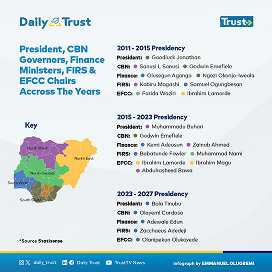 Daily Trust
Trust
President, CBN
Governors, Finance
Ministers, FIRS &
EFCC Chairs
Accross The Years
2011 - 2015 Presidency
President: Goodluck Jonathan
CBN: Sanusi L Sanusi Godwin Emefiele
Finance: Olusegun Aganga Ngozi Okonjo-Iweala
FIRS: Kabiru Magashi Samuel Ogungbesan
EFCC: Farida Waziri Ibrahim Lamorde
2015 - 2023 Presidency
President: Muhammadu Buhari
CBN: Godwin Emefiele
Finance: Kemi Adeosun Zainab Ahmed
FIRS: Babatunde Fowler Muhammad Nami
EFCC: Ibrahim Lamorde Ibrahim Magu
Abdulrasheed Bawa
2023 - 2027 Presidency
President: Bola Tinubu
CBN: Olayemi Cardoso
Finance: Adewale Edun
FIRS: Zacchaeus Adedeji
EFCC: Olanipekun Olukoyede
Key
North West
North East
North Central
South West
South South
*Source Statisense
daily_trust Daily Trust TrustTV News
Infograph by EMMANUEL OLUGBEMI